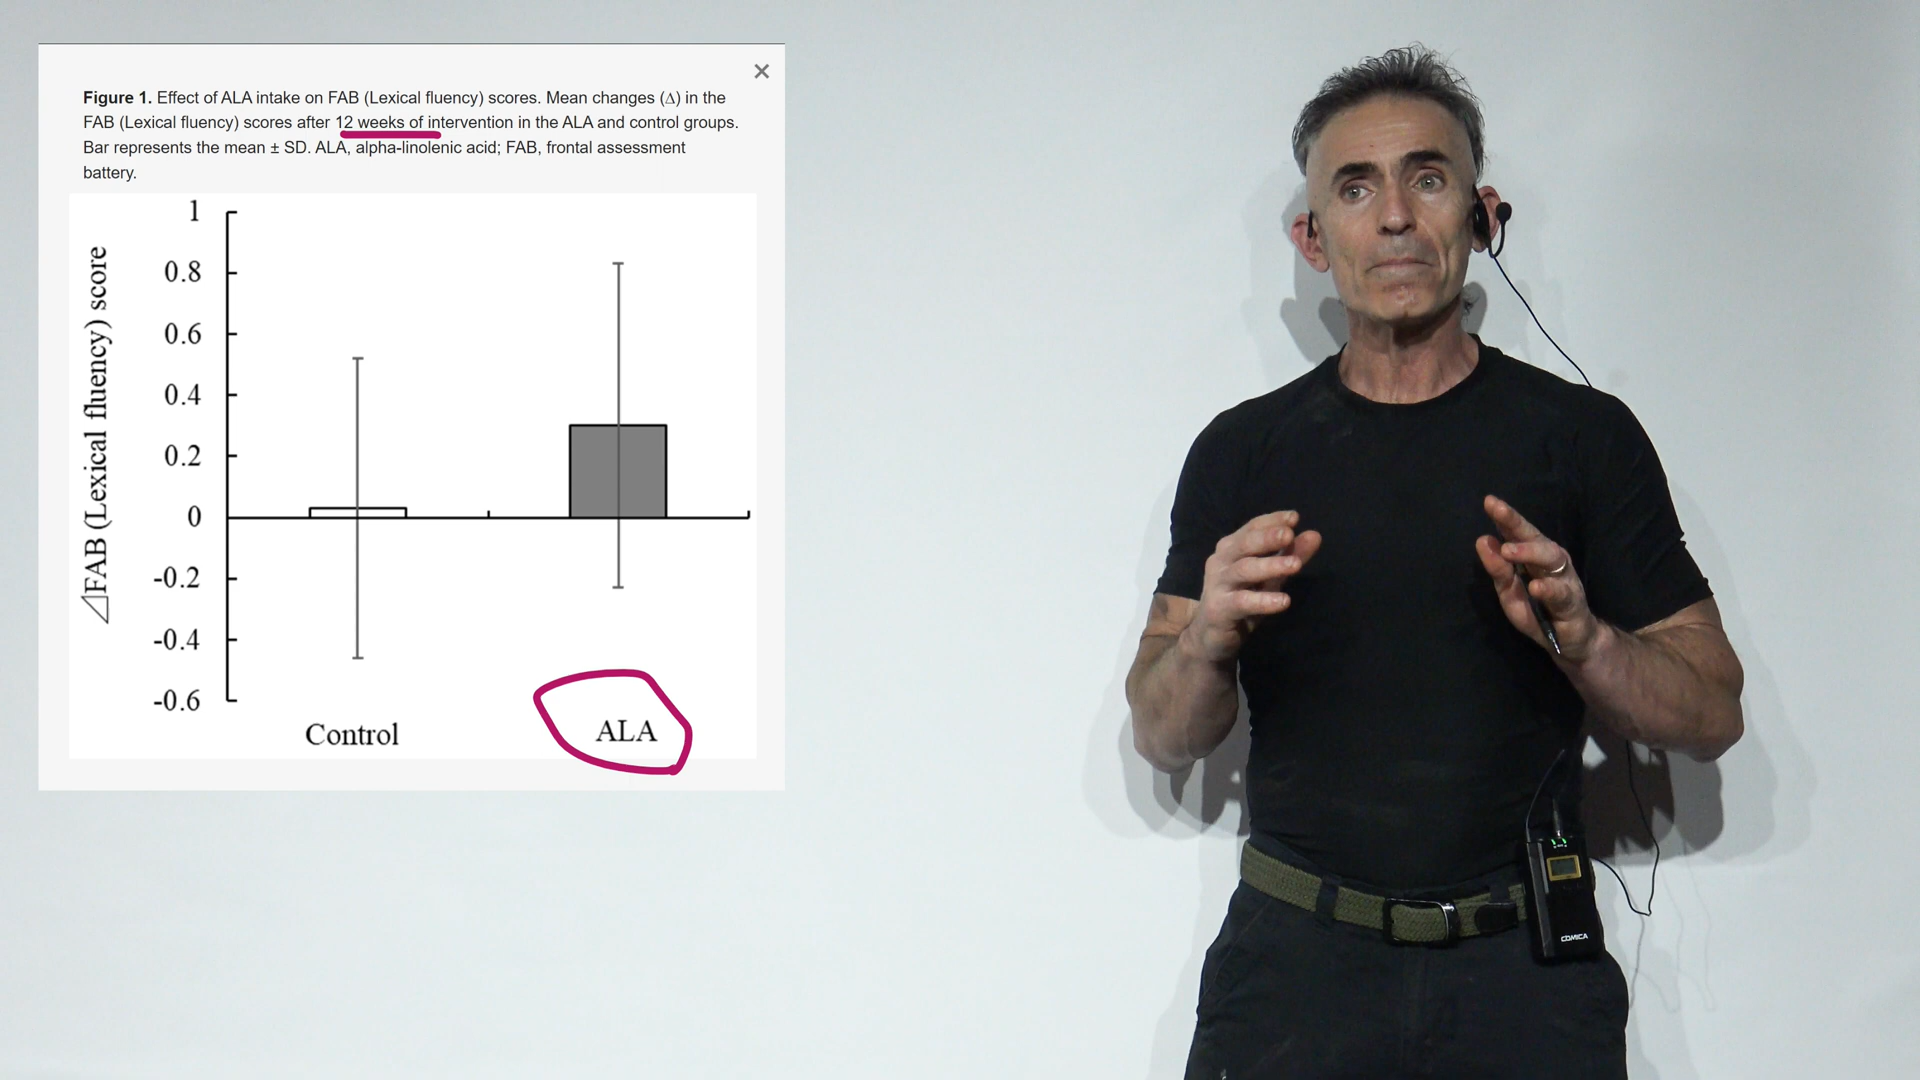 Figure 1. Effect of ALA intake on FAB (Lexical fluency) scores. Mean changes (Δ) in the
FAB (Lexical fluency) scores after 12 weeks of intervention in the ALA and control groups.
Bar represents the mean ± SD. ALA, alpha-linolenic acid; FAB, frontal assessment
battery.
⊿FAB (Lexical fluency) score
1
0.8
0.6
0.4
0.2
0
-0.2
-0.4
-0.6
Control
ALA
COMICA